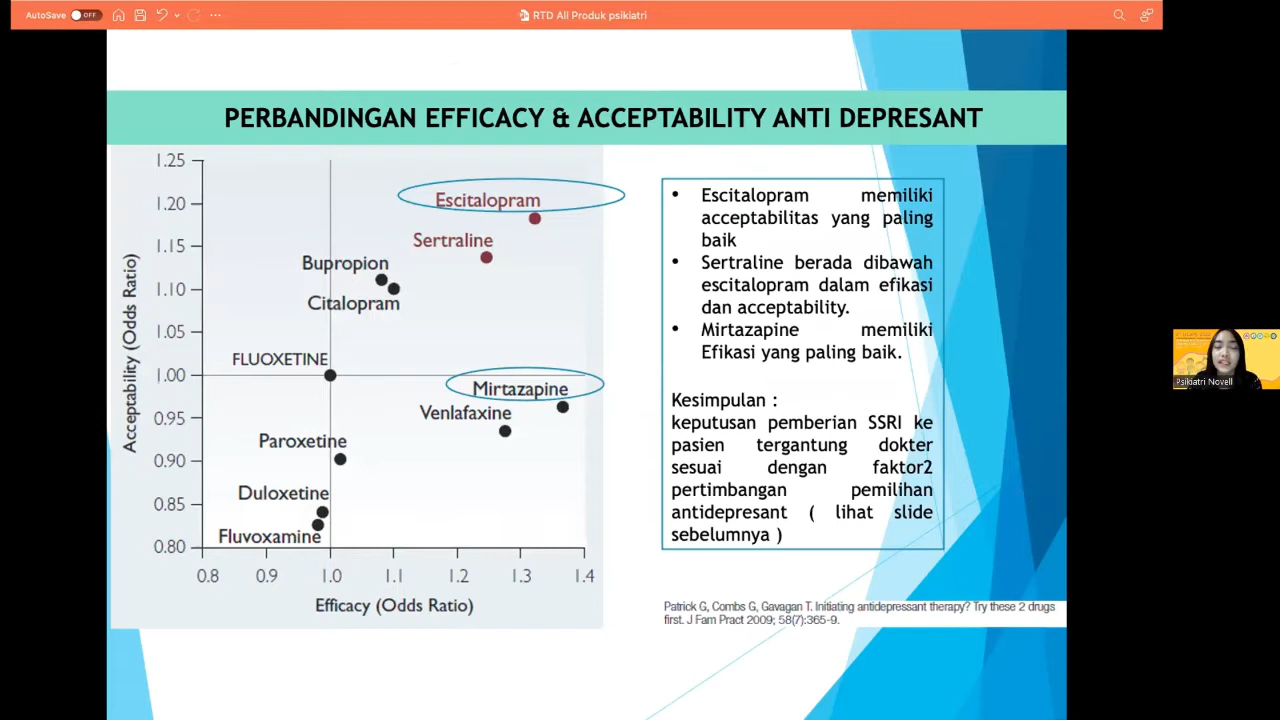 AutoSave OFF
RTD All Produk psikiatri
PERBANDINGAN EFFICACY & ACCEPTABILITY ANTI DEPRESANT
Acceptability (Odds Ratio)
1.25
1.20
1.15
1.10
1.05
1.00
0.95
0.90
0.85
0.80
Escitalopram
Sertraline
Bupropion
Citalopram
FLUOXETINE
Mirtazapine
Venlafaxine
Paroxetine
Duloxetine
Fluvoxamine
0.8 0.9 1.0 1.1 1.2 1.3 1.4
Efficacy (Odds Ratio)
• Escitalopram memiliki
acceptabilitas yang paling
baik
• Sertraline berada dibawah
escitalopram dalam efikasi
dan acceptability.
• Mirtazapine memiliki
Efikasi yang paling baik.
Kesimpulan :
keputusan pemberian SSRI ke
pasien tergantung dokter
sesuai dengan faktor2
pertimbangan pemilihan
antidepresant ( lihat slide
sebelumnya )
Patrick G, Combs G, Gavagan T. Initiating antidepressant therapy? Try these 2 drugs
first. J Fam Pract 2009; 58(7):365-9.
Psikiatri Novell